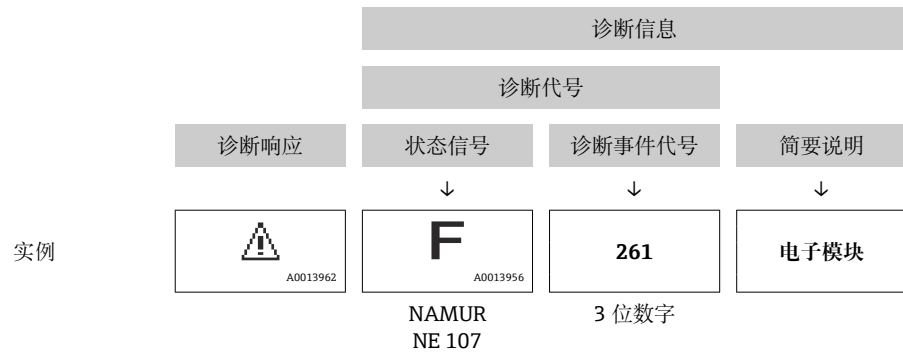 诊断信息
诊断代号
诊断响应 状态信号 诊断事件代号 简要说明
↓ ↓ ↓
实例 A0013962 F A0013956 261 电子模块
NAMUR
NE 107 3 位数字